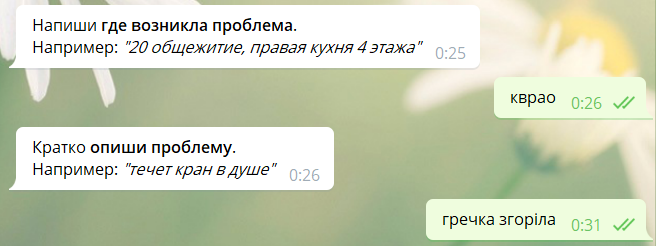 Напиши где возникла проблема.
Например: "20 общежитие, правая кухня 4 этажа"
0:25
кврао
0:26
Кратко опиши проблему.
Например: "течет кран в душе"
0:26
гречка згоріла
0:31